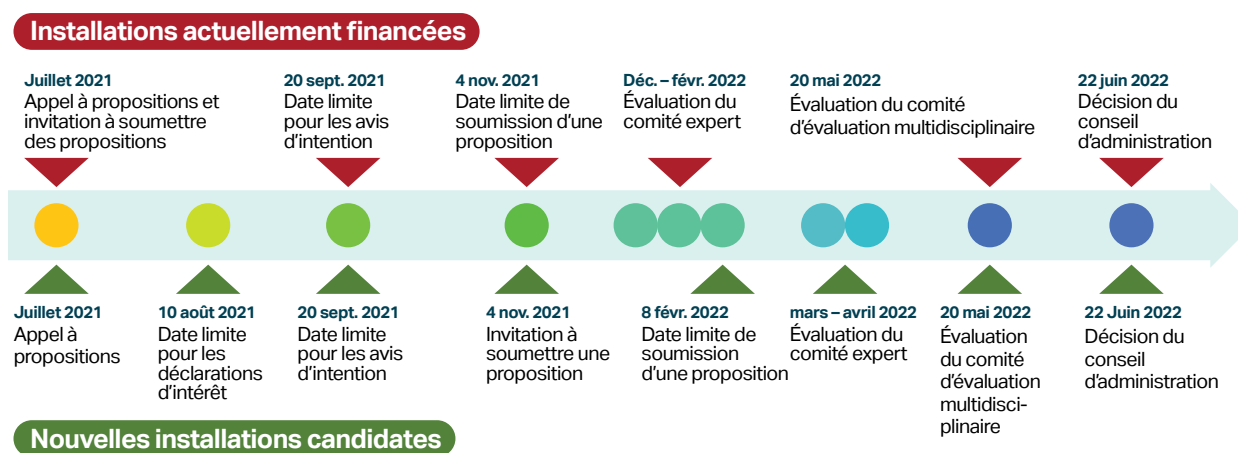 Installations actuellement financées
Juillet 2021
Appel à propositions et
invitation à soumettre
des propositions
20 sept. 2021
Date limite
pour les avis
d'intention
4 nov. 2021
Date limite de
soumission d'une
proposition
Déc. – févr. 2022
Évaluation du
comité expert
20 mai 2022
Évaluation du comité
d'évaluation multidisciplinaire
22 juin 2022
Décision du
conseil
d'administration
Juillet 2021
Appel à
propositions
10 août 2021
Date limite
pour les
déclarations
d'intérêt
20 sept. 2021
Date limite
pour les avis
d'intention
4 nov. 2021
Invitation à
soumettre une
proposition
8 févr. 2022
Date limite de
soumission
d'une proposition
mars – avril 2022
Évaluation du
comité expert
20 mai 2022
Évaluation
du comité
d'évaluation
multidisci-
plinaire
22 Juin 2022
Décision du
conseil
d'administration
Nouvelles installations candidates